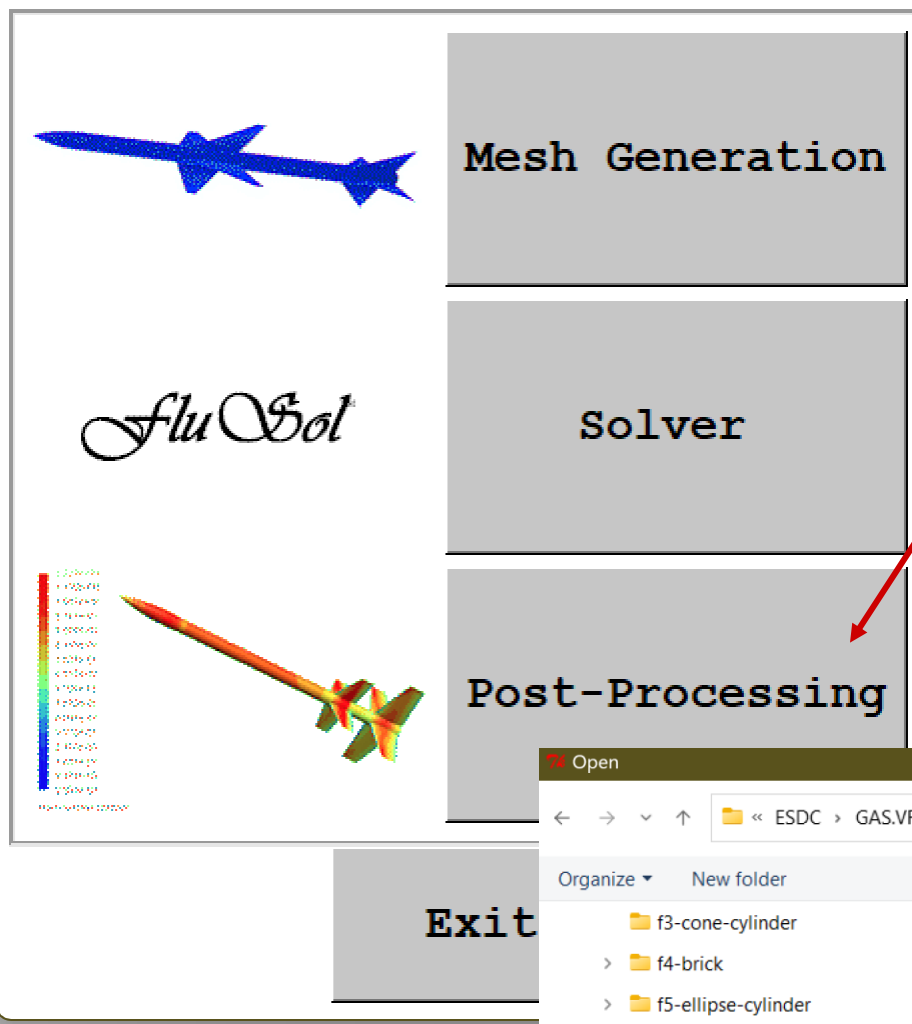 Mesh Generation
FluSol
Solver
Post-Processing
Exit
Open
« ESDC › GAS.VF
Organize New folder
f3-cone-cylinder
f4-brick
f5-ellipse-cylinder